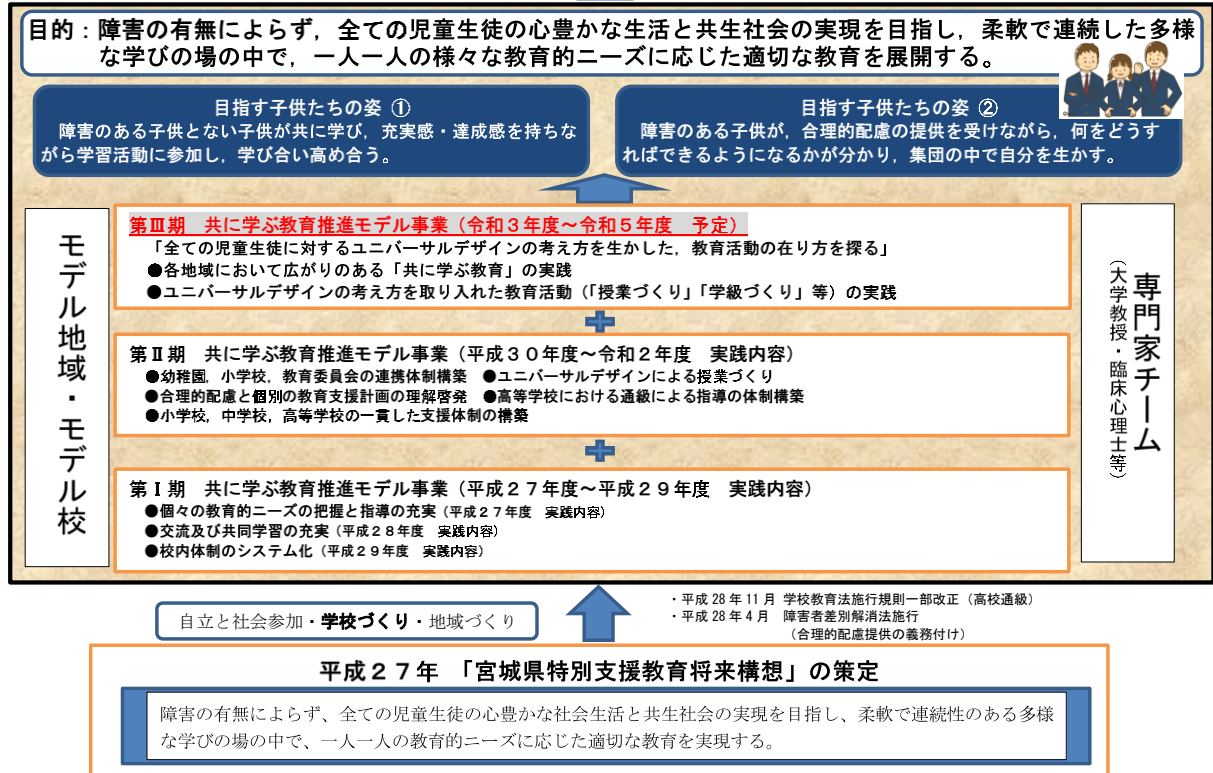 目的：障害の有無によらず，全ての児童生徒の心豊かな生活と共生社会の実現を目指し，柔軟で連続した多様
な学びの場の中で，一人一人の様々な教育的ニーズに応じた適切な教育を展開する。
目指す子供たちの姿 ①
障害のある子供とない子供が共に学び，充実感・達成感を持ちな
がら学習活動に参加し，学び合い高め合う。
目指す子供たちの姿 ②
障害のある子供が，合理的配慮の提供を受けながら，何をどうす
ればできるようになるかが分かり，集団の中で自分を生かす。
モデル地域・モデル校
第Ⅲ期　共に学ぶ教育推進モデル事業（令和３年度～令和５年度　予定）
「全ての児童生徒に対するユニバーサルデザインの考え方を生かした，教育活動の在り方を探る」
●各地域において広がりのある「共に学ぶ教育」の実践
●ユニバーサルデザインの考え方を取り入れた教育活動（「授業づくり」「学級づくり」等）の実践
第Ⅱ期　共に学ぶ教育推進モデル事業（平成３０年度～令和２年度　実践内容）
●幼稚園，小学校，教育委員会の連携体制構築　●ユニバーサルデザインによる授業づくり
●合理的配慮と個別の教育支援計画の理解啓発　●高等学校における通級による指導の体制構築
●小学校，中学校，高等学校の一貫した支援体制の構築
第Ⅰ期　共に学ぶ教育推進モデル事業（平成２７年度～平成２９年度　実践内容）
●個々の教育的ニーズの把握と指導の充実（平成２７年度　実践内容）
●交流及び共同学習の充実（平成２８年度　実践内容）
●校内体制のシステム化（平成２９年度　実践内容）
専門家チーム
（大学教授・臨床心理士等）
自立と社会参加・学校づくり・地域づくり
・平成 28 年 11 月 学校教育法施行規則一部改正（高校通級）
・平成 28 年 4 月　障害者差別解消法施行
（合理的配慮提供の義務付け）
平成２７年 「宮城県特別支援教育将来構想」の策定
障害の有無によらず、全ての児童生徒の心豊かな社会生活と共生社会の実現を目指し、柔軟で連続性のある多様
な学びの場の中で、一人一人の教育的ニーズに応じた適切な教育を実現する。